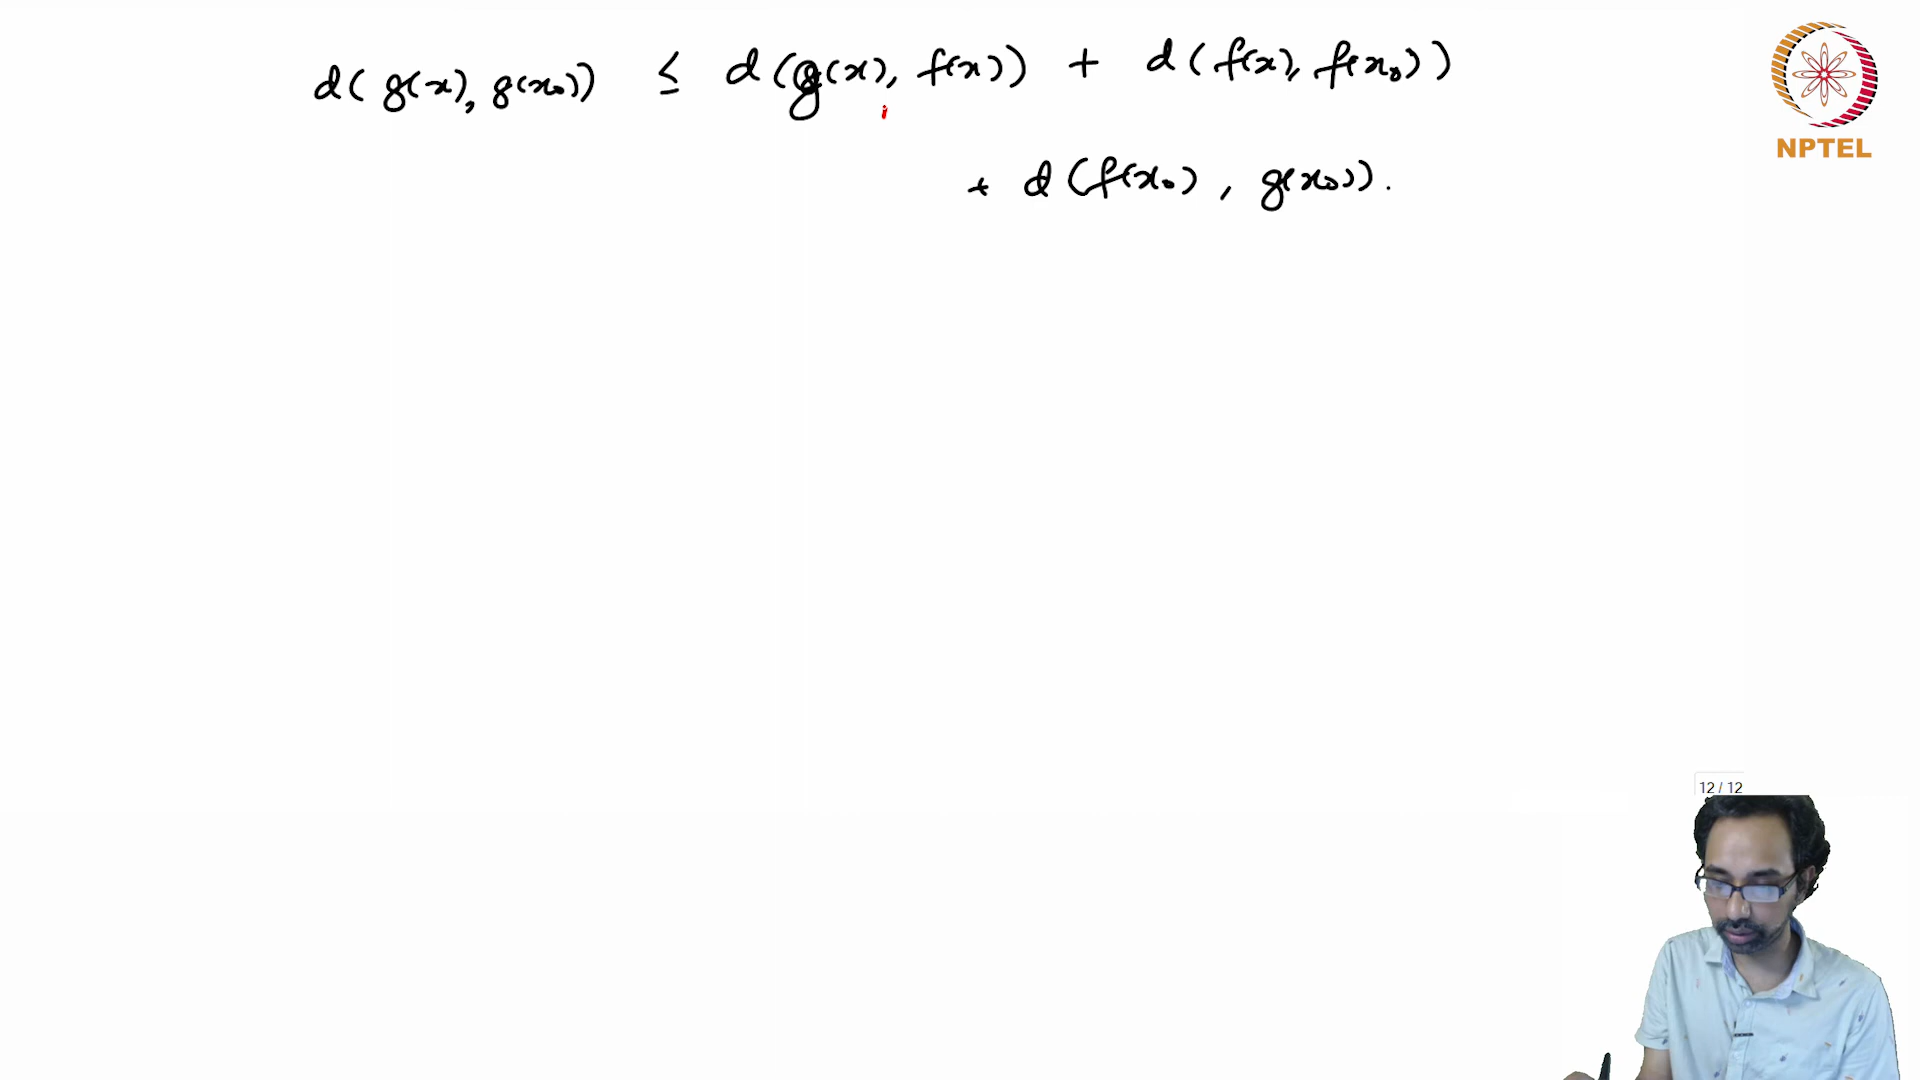 d(g(x), g(x₀)) ≤ d(g(x), f(x)) + d(f(x), f(x₀))
+ d(f(x₀), g(x₀)).
NPTEL
12 / 12